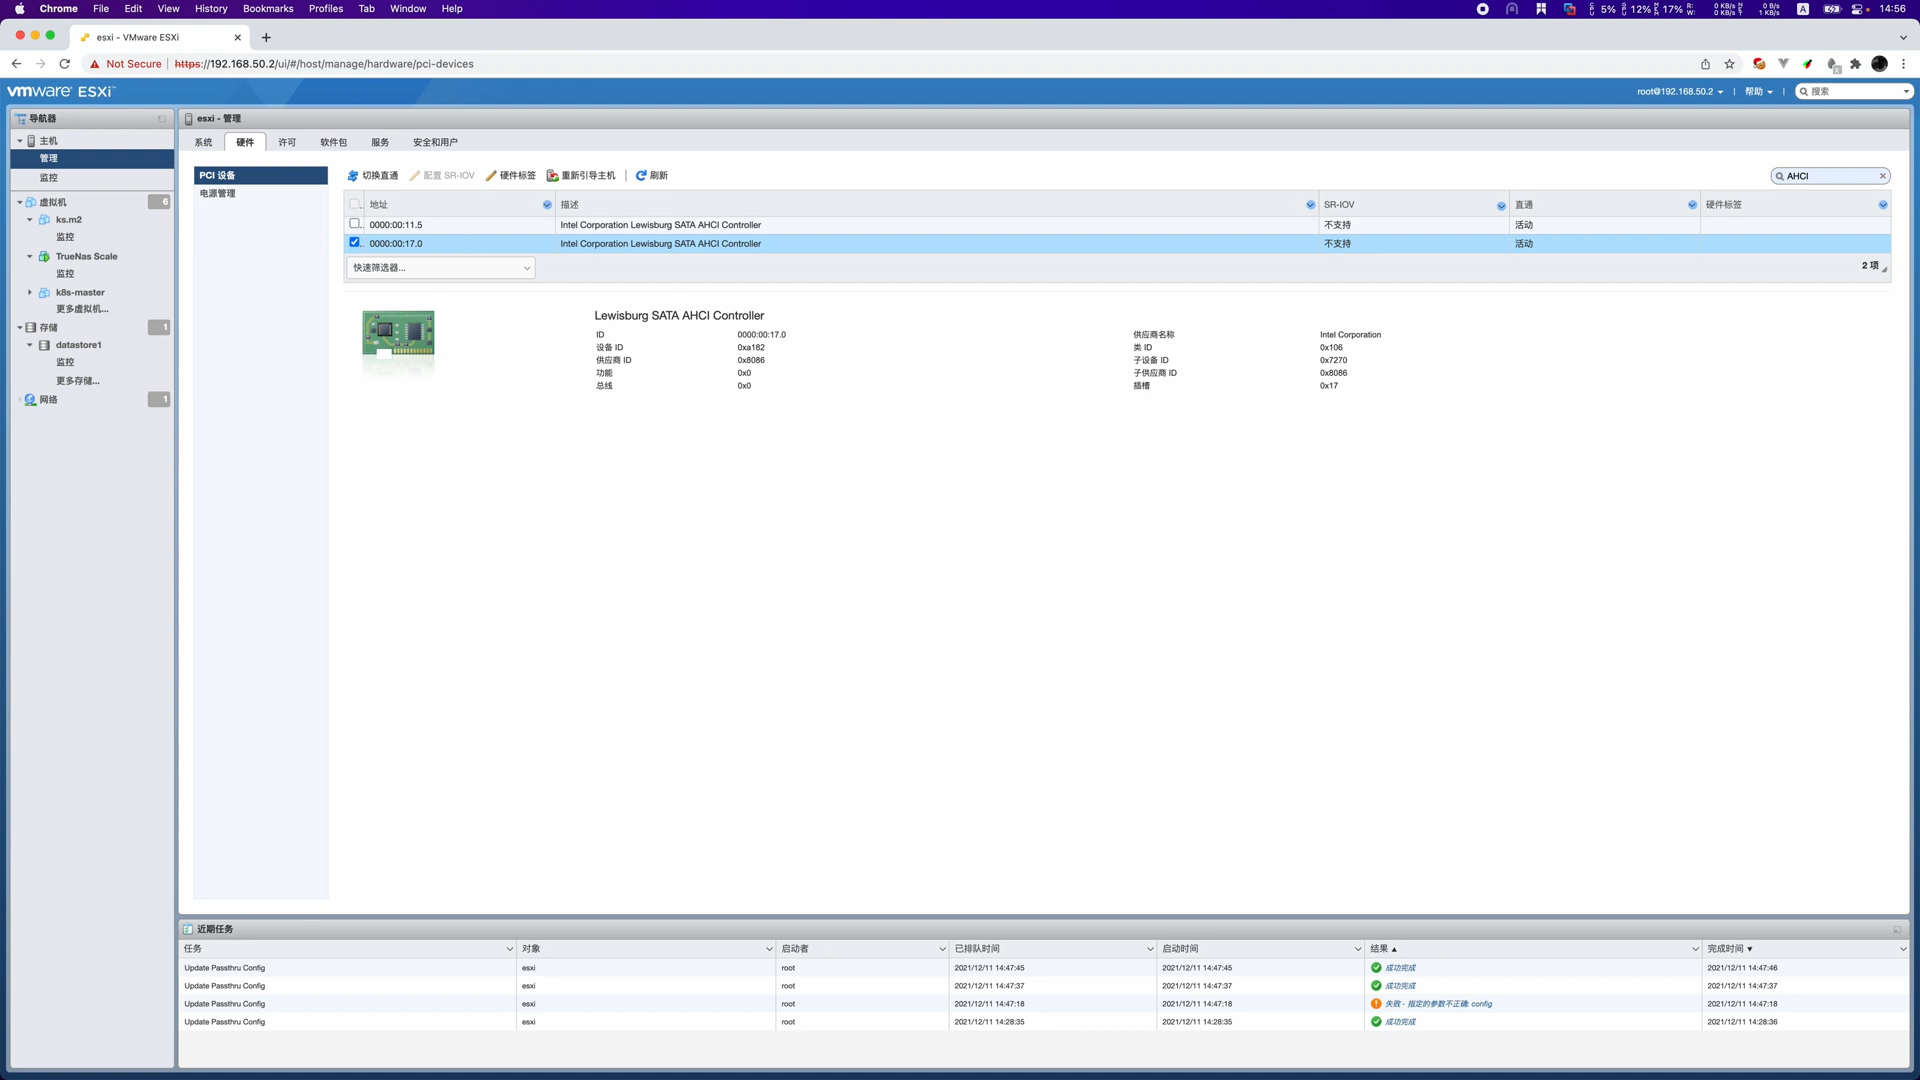 Chrome File Edit View History Bookmarks Profiles Tab Window Help 5% 12% 17% R: W: 0 KB/s 0 KB/s 0 B/s 1 KB/s A 14:56
esxi - VMware ESXi
Not Secure https://192.168.50.2/ui/#/host/manage/hardware/pci-devices
vmware ESXi™ root@192.168.50.2 帮助 搜索
导航器
主机
管理
监控
虚拟机 6
ks.m2
监控
TrueNas Scale
监控
k8s-master
更多虚拟机...
存储 1
datastore1
监控
更多存储...
网络 1
esxi - 管理
系统 硬件 许可 软件包 服务 安全和用户
PCI 设备
电源管理
切换直通 配置 SR-IOV 硬件标签 重新引导主机 刷新 AHCI
地址 描述 SR-IOV 直通 硬件标签
0000:00:11.5 Intel Corporation Lewisburg SATA AHCI Controller 不支持 活动
0000:00:17.0 Intel Corporation Lewisburg SATA AHCI Controller 不支持 活动
快速筛选器... 2 项
Lewisburg SATA AHCI Controller
ID 0000:00:17.0 供应商名称 Intel Corporation
设备 ID 0xa182 类 ID 0x106
供应商 ID 0x8086 子设备 ID 0x7270
功能 0x0 子供应商 ID 0x8086
总线 0x0 插槽 0x17
近期任务
任务 对象 启动者 已排队时间 启动时间 结果 ▲ 完成时间 ▼
Update Passthru Config esxi root 2021/12/11 14:47:45 2021/12/11 14:47:45 成功完成 2021/12/11 14:47:46
Update Passthru Config esxi root 2021/12/11 14:47:37 2021/12/11 14:47:37 成功完成 2021/12/11 14:47:37
Update Passthru Config esxi root 2021/12/11 14:47:18 2021/12/11 14:47:18 失败 - 指定的参数不正确: config 2021/12/11 14:47:18
Update Passthru Config esxi root 2021/12/11 14:28:35 2021/12/11 14:28:35 成功完成 2021/12/11 14:28:36